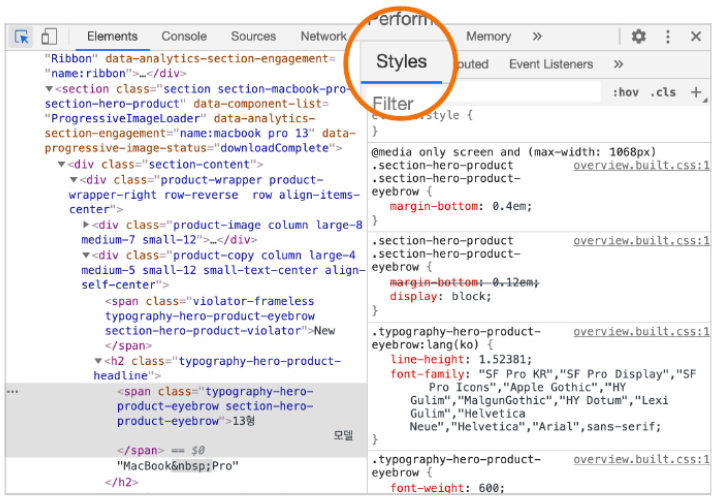 Elements Console Sources Network Perform Memory »
"Ribbon" data-analytics-section-engagement=
"name:ribbon">…</div>
▼<section class="section section-macbook-pro-
section-hero-product" data-component-list=
"ProgressiveImageLoader" data-analytics-
section-engagement="name:macbook pro 13" data-
progressive-image-status="downloadComplete">
▼<div class="section-content">
▼<div class="product-wrapper product-
wrapper-right row-reverse row align-items-
center">
▶<div class="product-image column large-8
medium-7 small-12">…</div>
▼<div class="product-copy column large-4
medium-5 small-12 small-text-center align-
self-center">
<span class="violator-frameless
typography-hero-product-eyebrow
section-hero-product-violator">New
</span>
▼<h2 class="typography-hero-product-
headline">
… <span class="typography-hero-
product-eyebrow section-hero-
product-eyebrow">13형
모델
</span> == $0
"MacBook&nbsp;Pro"
</h2>
Styles Event Listeners »
Filter :hov .cls +
.style {
}
@media only screen and (max-width: 1068px)
.section-hero-product overview.built.css:1
.section-hero-product-
eyebrow {
margin-bottom: 0.4em;
}
.section-hero-product overview.built.css:1
.section-hero-product-
eyebrow {
margin-bottom: 0.12em;
display: block;
}
.typography-hero-product- overview.built.css:1
eyebrow:lang(ko) {
line-height: 1.52381;
font-family: "SF Pro KR","SF Pro Display","SF
Pro Icons","Apple Gothic","HY
Gulim","MalgunGothic","HY Dotum","Lexi
Gulim","Helvetica
Neue","Helvetica","Arial",sans-serif;
}
.typography-hero-product- overview.built.css:1
eyebrow {
font-weight: 600;